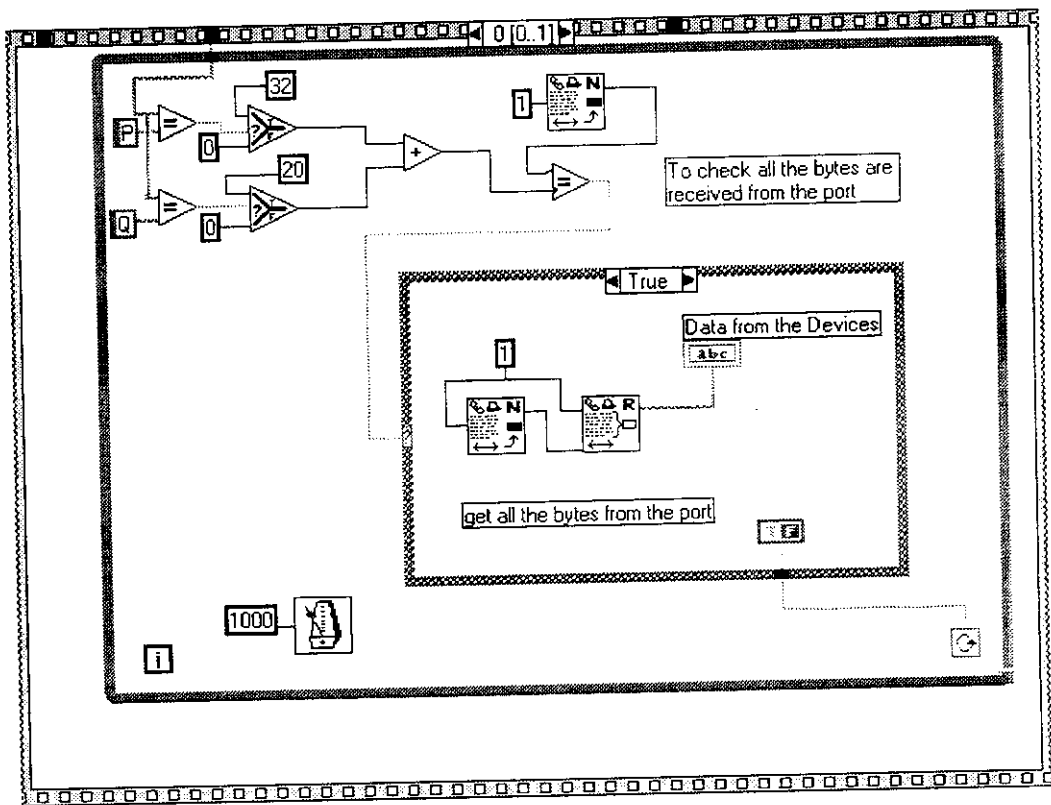 0 [0..1]
32
P
=
?
T
F
0
+
1
N
=
To check all the bytes are
received from the port
20
Q
=
?
T
F
0
True
Data from the Devices
abc
1
N
R
get all the bytes from the port
T F
1000
i